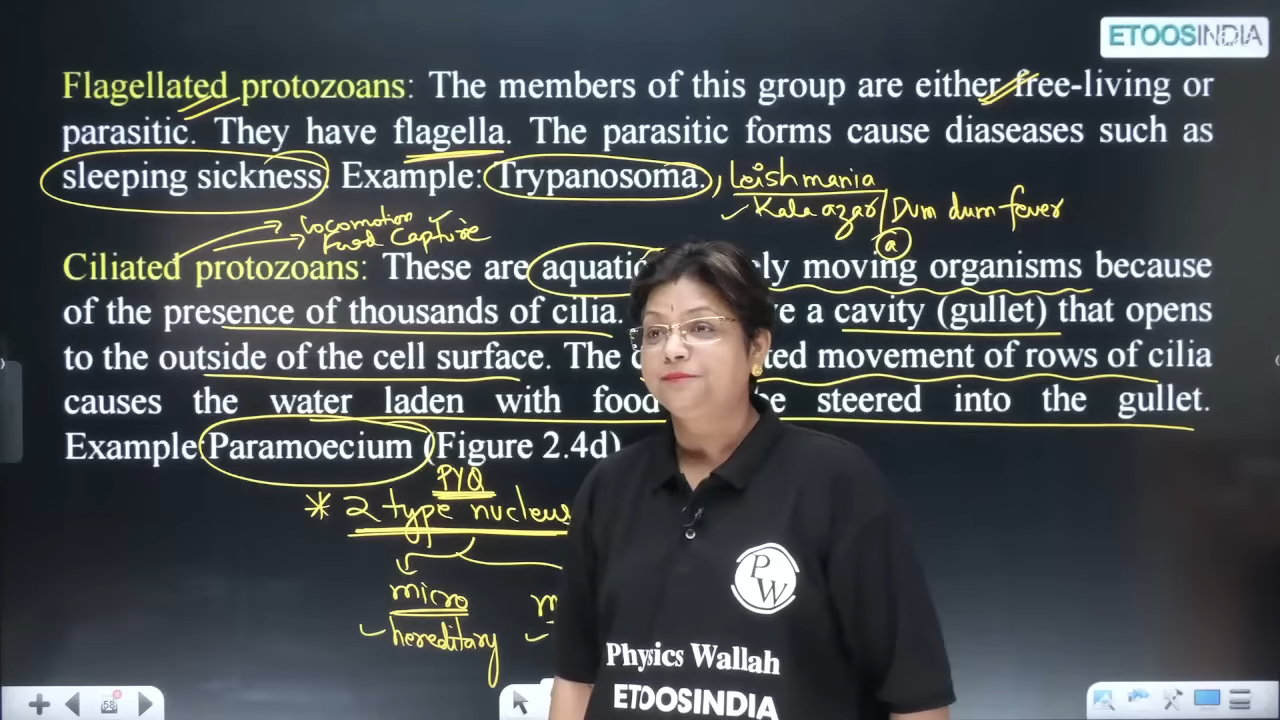 ETOOSINDIA
Flagellated protozoans: The members of this group are either free-living or
parasitic. They have flagella. The parasitic forms cause diaseases such as
sleeping sickness. Example: Trypanosoma. , Leishmania
Kala azar/Dum dum fever
a
Locomotion
Food Capture
Ciliated protozoans: These are aquatic, ly moving organisms because
of the presence of thousands of cilia. ve a cavity (gullet) that opens
to the outside of the cell surface. The ted movement of rows of cilia
causes the water laden with food be steered into the gullet.
Example Paramoecium (Figure 2.4d)
PYQ
* 2 type nucleus
micro m
hereditary
PW
Physics Wallah
ETOOSINDIA
58